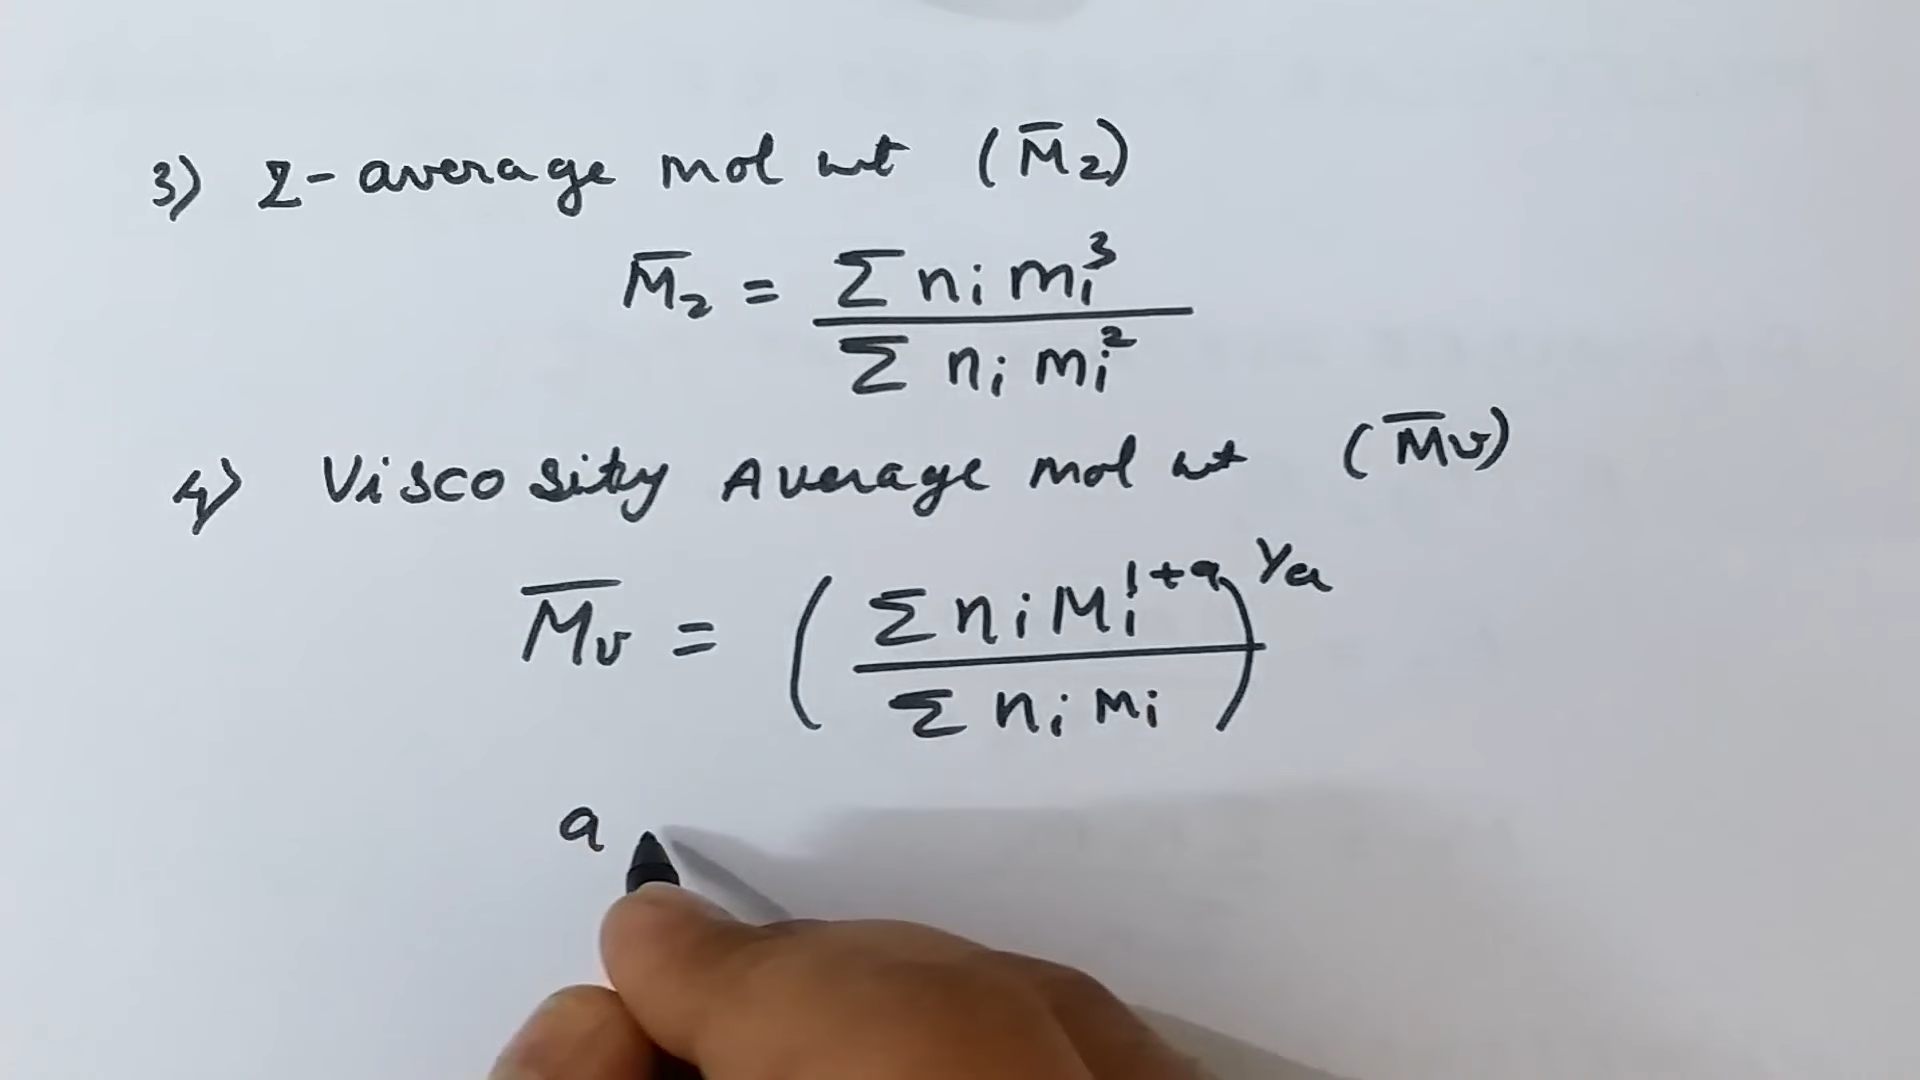 3) Z-average mol wt (M̄z)
M̄z = Σ ni mi³ / Σ ni mi²
4) Viscosity Average mol wt (M̄v)
M̄v = (Σ ni Mi^(1+a) / Σ ni Mi)^(1/a)
a